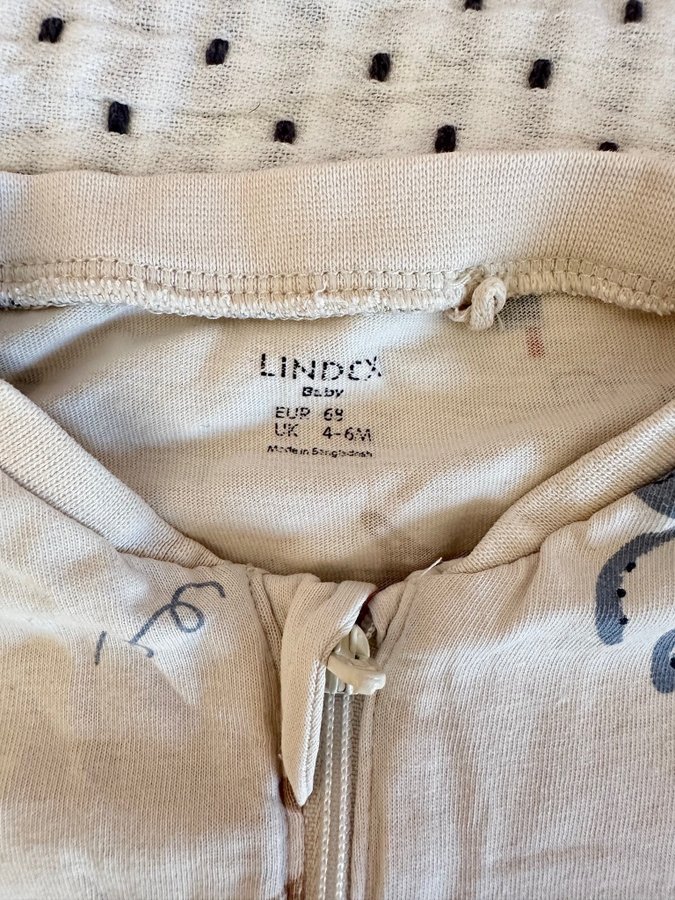 LINDEX
Baby
EUR 68
UK 4-6M
Made in Bangladesh